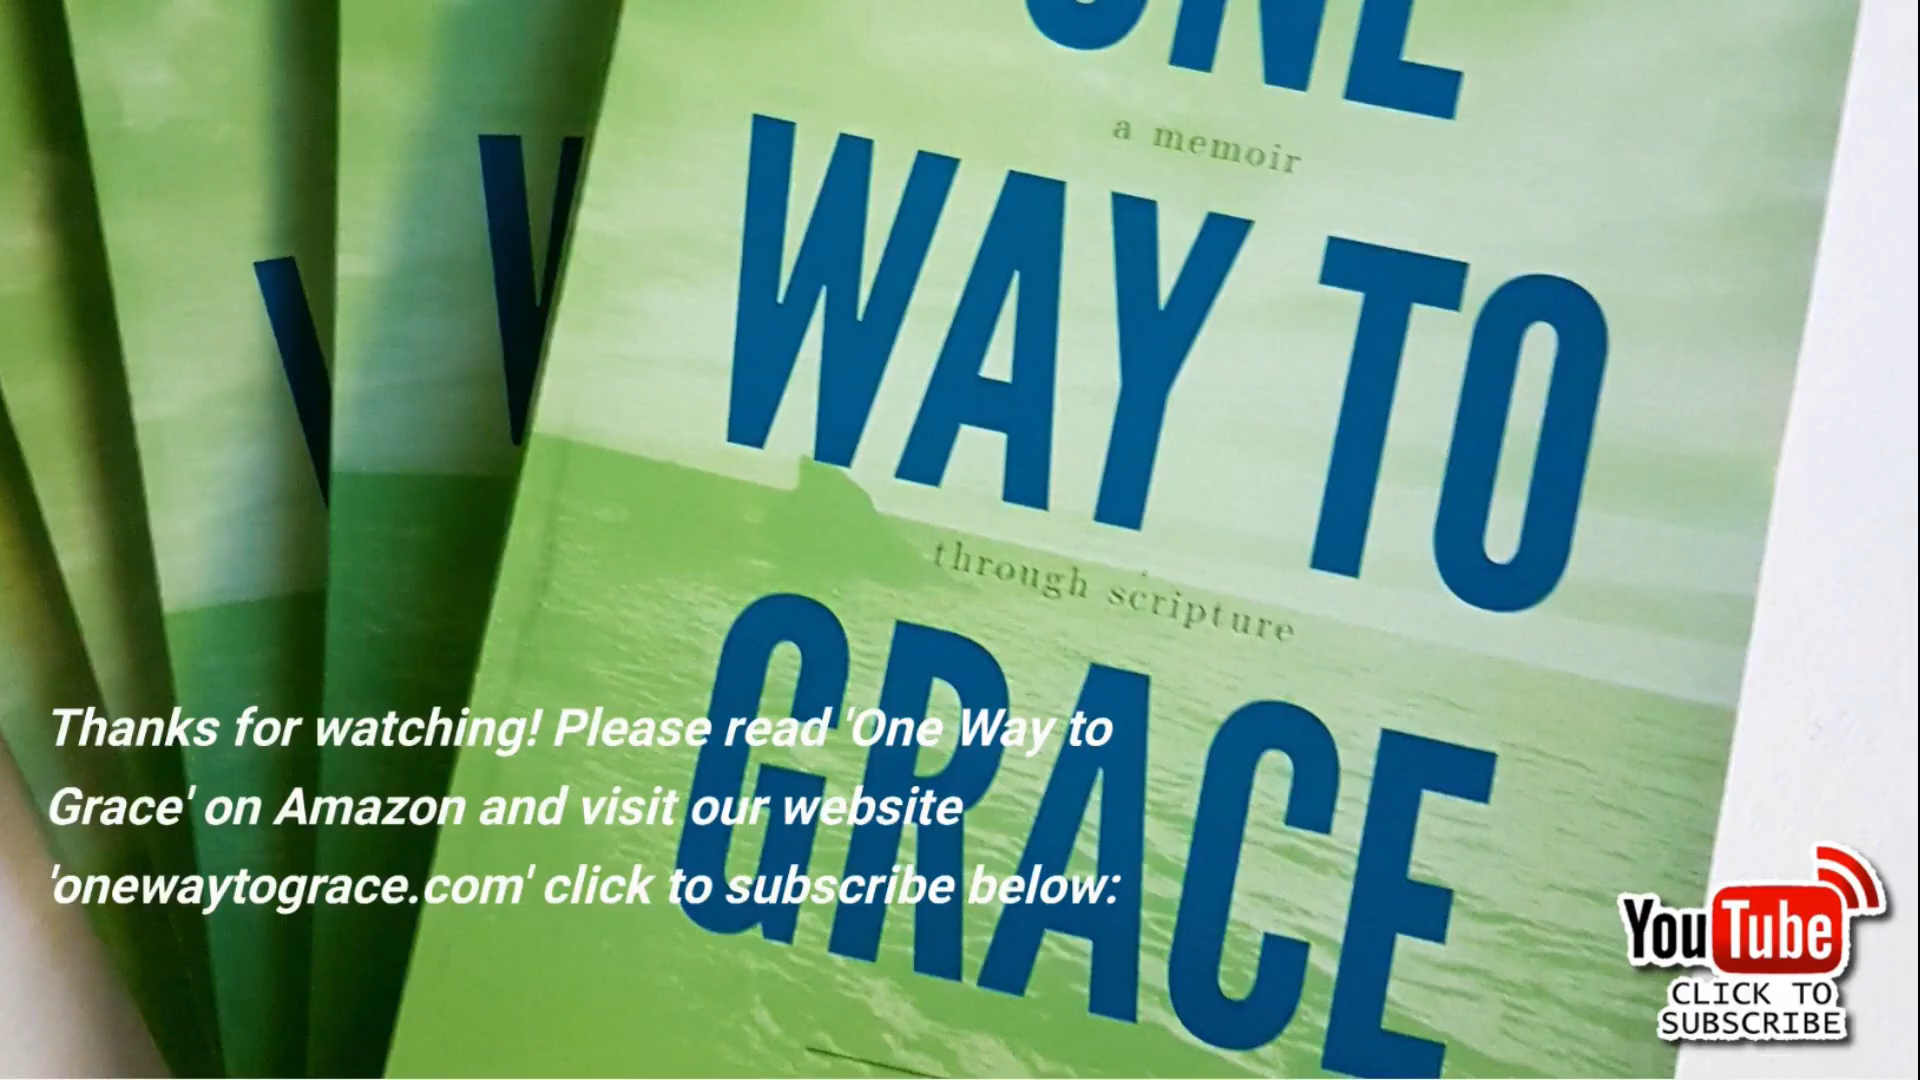 ONE
a memoir
WAY TO
through scripture
GRACE
Thanks for watching! Please read 'One Way to
Grace' on Amazon and visit our website
'onewaytograce.com' click to subscribe below:
YouTube
CLICK TO
SUBSCRIBE
W
W